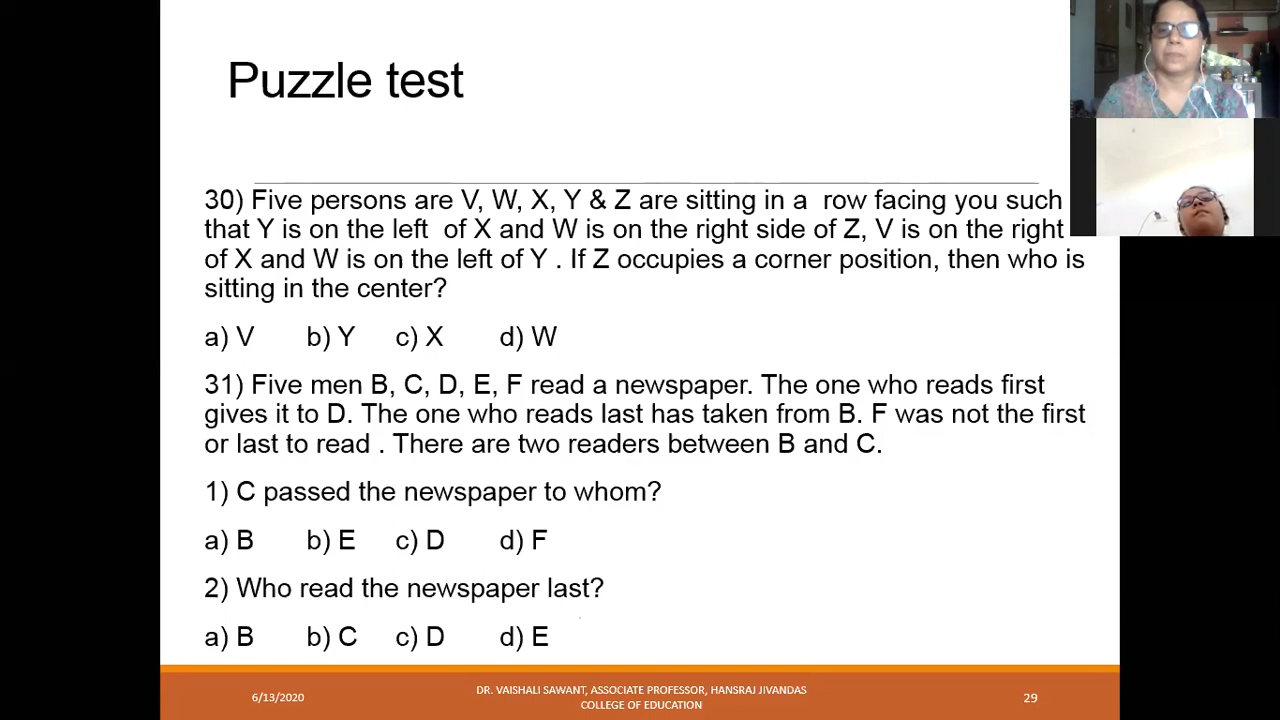 Puzzle test
30) Five persons are V, W, X, Y & Z are sitting in a row facing you such
that Y is on the left of X and W is on the right side of Z, V is on the right
of X and W is on the left of Y . If Z occupies a corner position, then who is
sitting in the center?
a) V b) Y c) X d) W
31) Five men B, C, D, E, F read a newspaper. The one who reads first
gives it to D. The one who reads last has taken from B. F was not the first
or last to read . There are two readers between B and C.
1) C passed the newspaper to whom?
a) B b) E c) D d) F
2) Who read the newspaper last?
a) B b) C c) D d) E
6/13/2020
DR. VAISHALI SAWANT, ASSOCIATE PROFESSOR, HANSRAJ JIVANDAS
COLLEGE OF EDUCATION
29